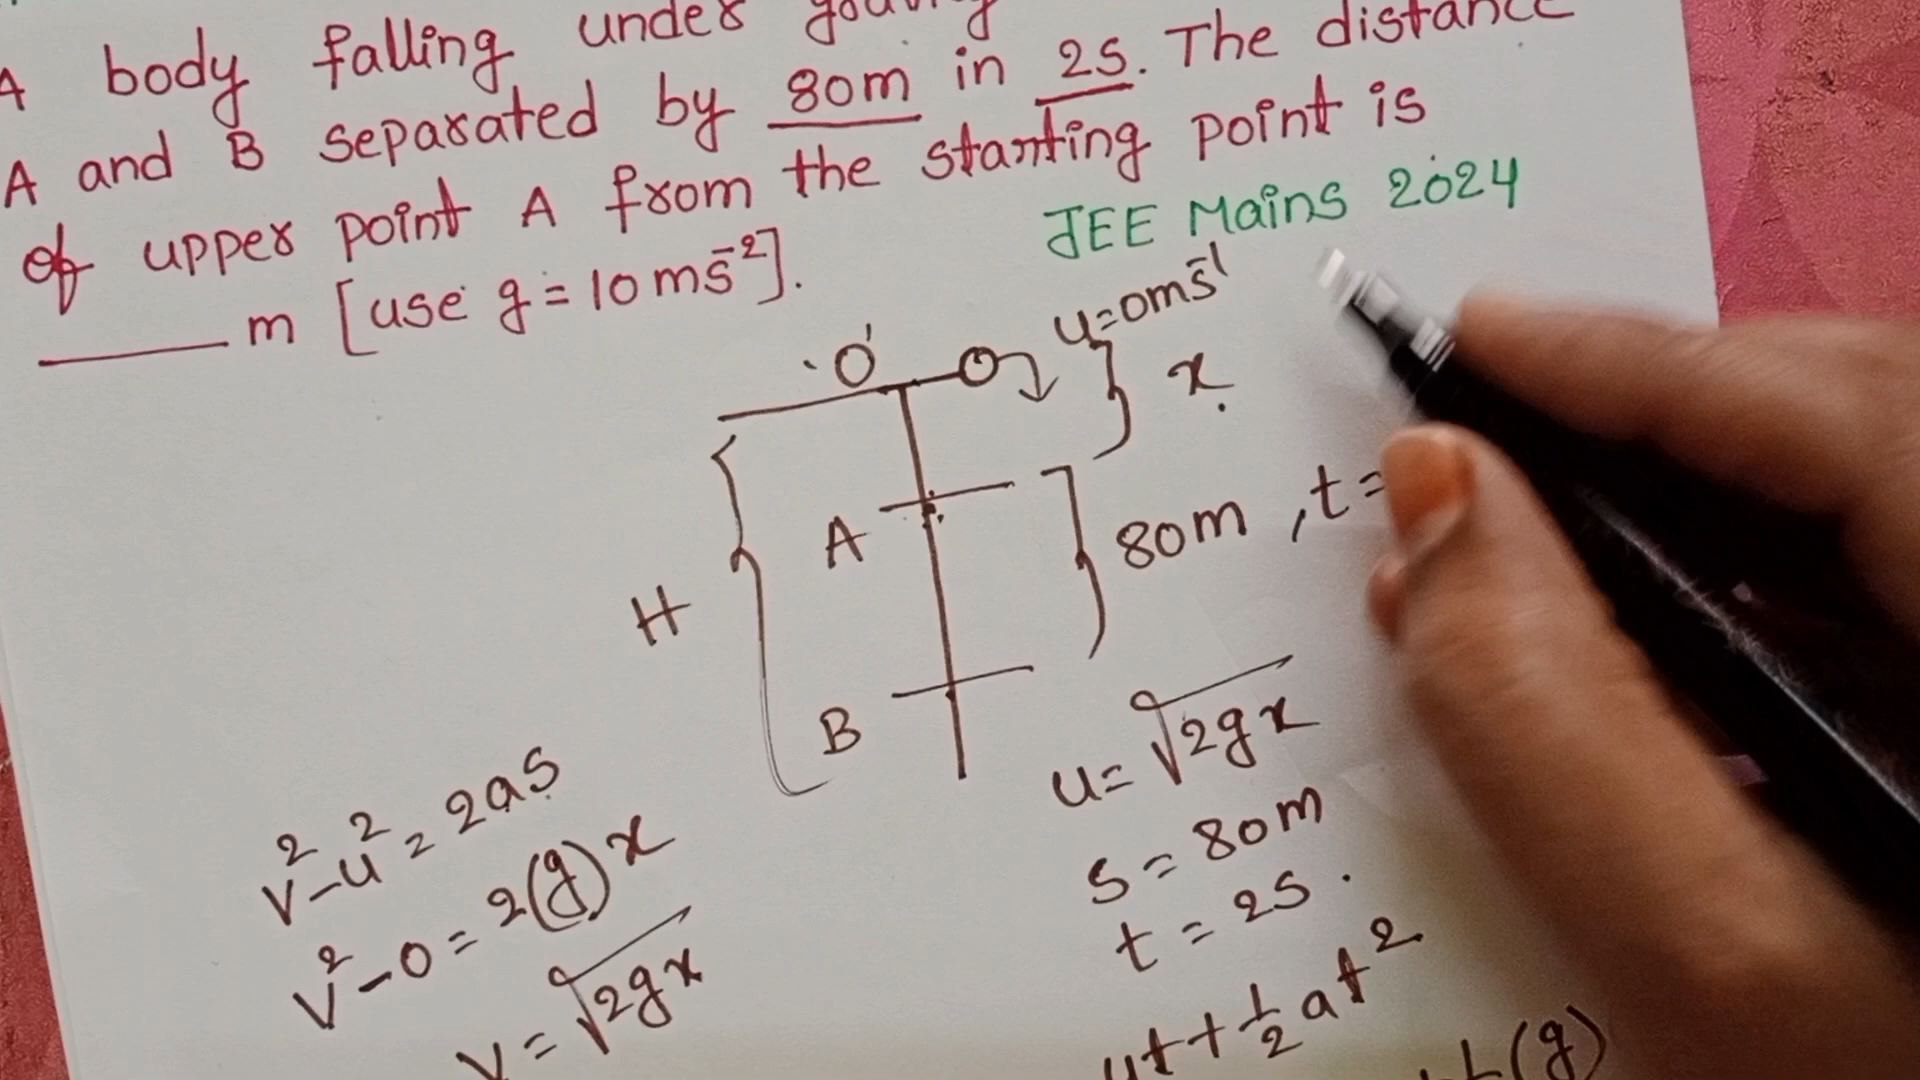 A body falling under
A and B separated by 80m in 2s. The distance
of upper point A from the starting point is
_____ m [use g=10ms⁻²].
JEE Mains 2024
O' u=0ms⁻¹
x
A 80m , t=
H
B
u=√2gx
s=80m
t=2s.
ut+½at²
(g)
v²-u²=2as
v²-0=2(g)x
v=√2gx